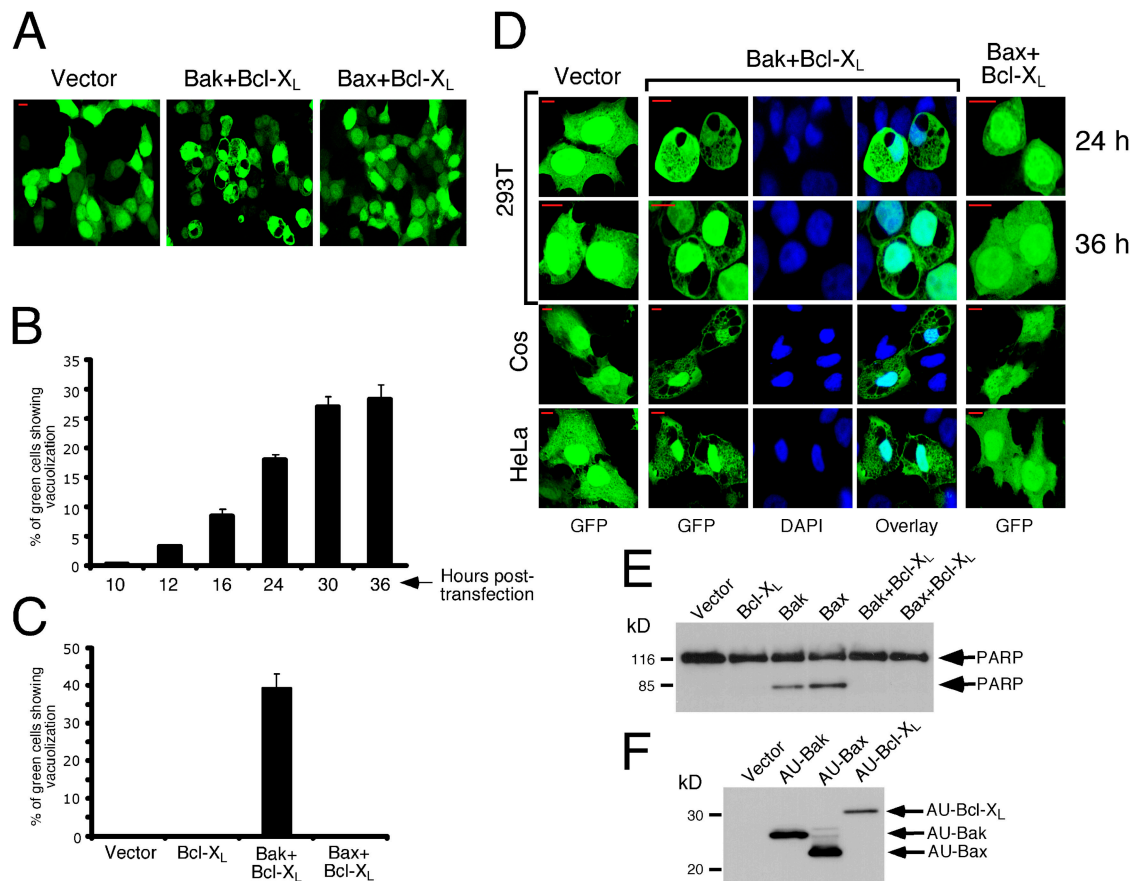 A
Vector Bak+Bcl-XL Bax+Bcl-XL
B
% of green cells showing
vacuolization
35
30
25
20
15
10
5
0
10 12 16 24 30 36
Hours post-
transfection
C
% of green cells showing
vacuolization
50
40
35
30
20
15
10
0
Vector Bcl-XL Bak+
Bcl-XL Bax+
Bcl-XL
D
Vector Bak+Bcl-XL Bax+
Bcl-XL
293T
24 h
36 h
Cos
HeLa
GFP GFP DAPI Overlay GFP
E
kD
Vector Bcl-XL Bak Bax Bak+Bcl-XL Bax+Bcl-XL
116 PARP
85 PARP
F
kD
Vector AU-Bak AU-Bax AU-Bcl-XL
30 AU-Bcl-XL
AU-Bak
AU-Bax
20